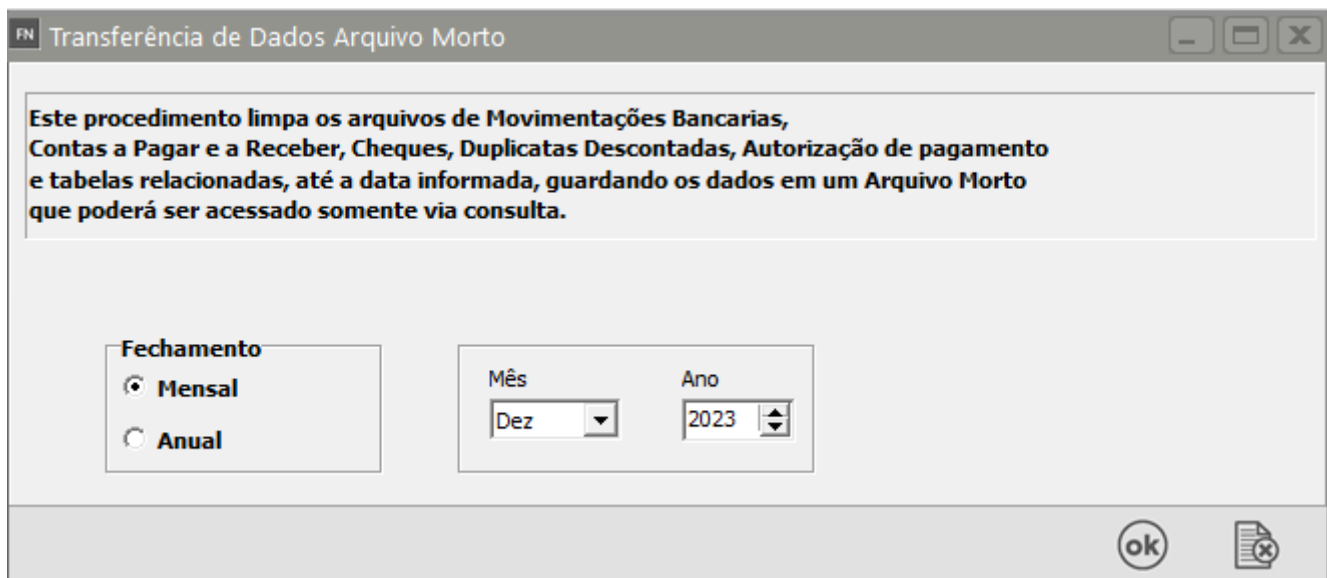 FN Transferência de Dados Arquivo Morto
Este procedimento limpa os arquivos de Movimentações Bancarias,
Contas a Pagar e a Receber, Cheques, Duplicatas Descontadas, Autorização de pagamento
e tabelas relacionadas, até a data informada, guardando os dados em um Arquivo Morto
que poderá ser acessado somente via consulta.
Fechamento
Mensal
Anual
Mês
Ano
Dez
2023
ok